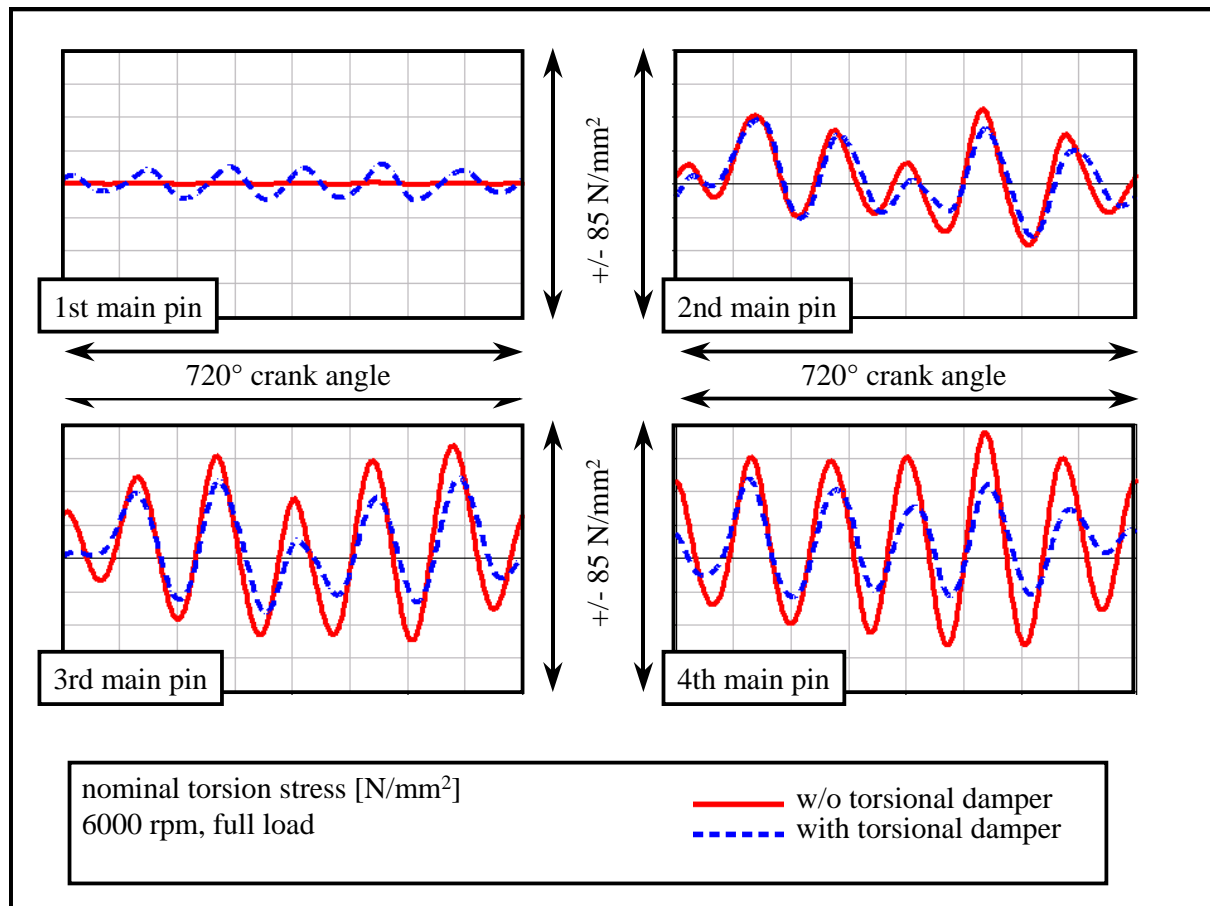 +/- 85 N/mm²
1st main pin
2nd main pin
720° crank angle
720° crank angle
+/- 85 N/mm²
3rd main pin
4th main pin
nominal torsion stress [N/mm²]
6000 rpm, full load
w/o torsional damper
with torsional damper